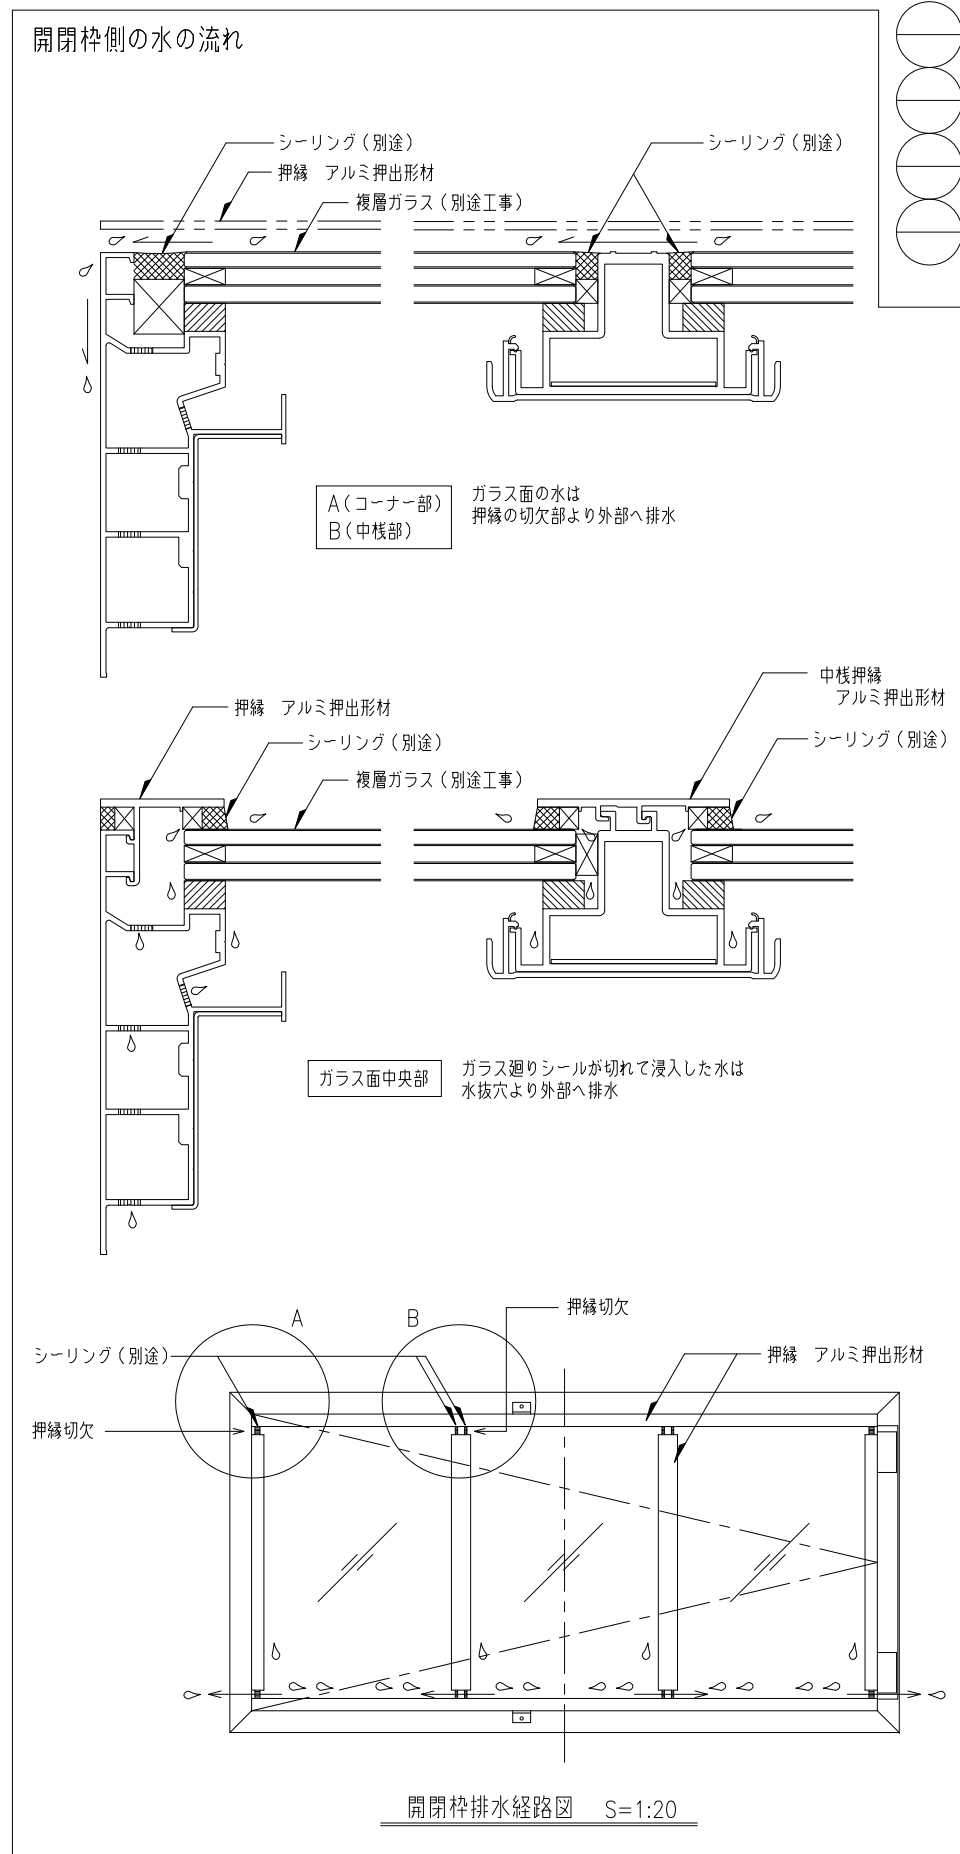 開閉枠側の水の流れ
シーリング（別途）
押縁　アルミ押出形材
複層ガラス（別途工事）
シーリング（別途）
A（コーナー部）
B（中桟部）
ガラス面の水は
押縁の切欠部より外部へ排水
押縁　アルミ押出形材
シーリング（別途）
複層ガラス（別途工事）
中桟押縁
アルミ押出形材
シーリング（別途）
ガラス面中央部
ガラス廻りシールが切れて浸入した水は
水抜穴より外部へ排水
A
B
押縁切欠
シーリング（別途）
押縁　アルミ押出形材
押縁切欠
開閉枠排水経路図　S=1:20